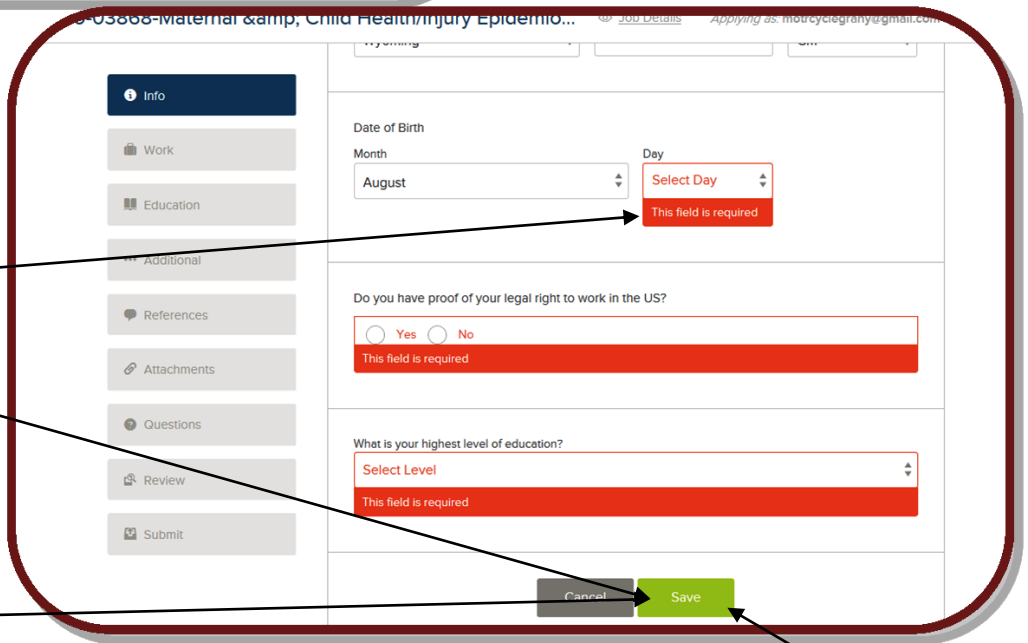 -03868-Maternal &amp; Child Health/Injury Epidemio... Job Details Applying as: motrcyclegrany@gmail.com
Wyoming
Info
Work
Education
Additional
References
Attachments
Questions
Review
Submit
Date of Birth
Month Day
August Select Day
This field is required
Do you have proof of your legal right to work in the US?
Yes No
This field is required
What is your highest level of education?
Select Level
This field is required
Cancel Save